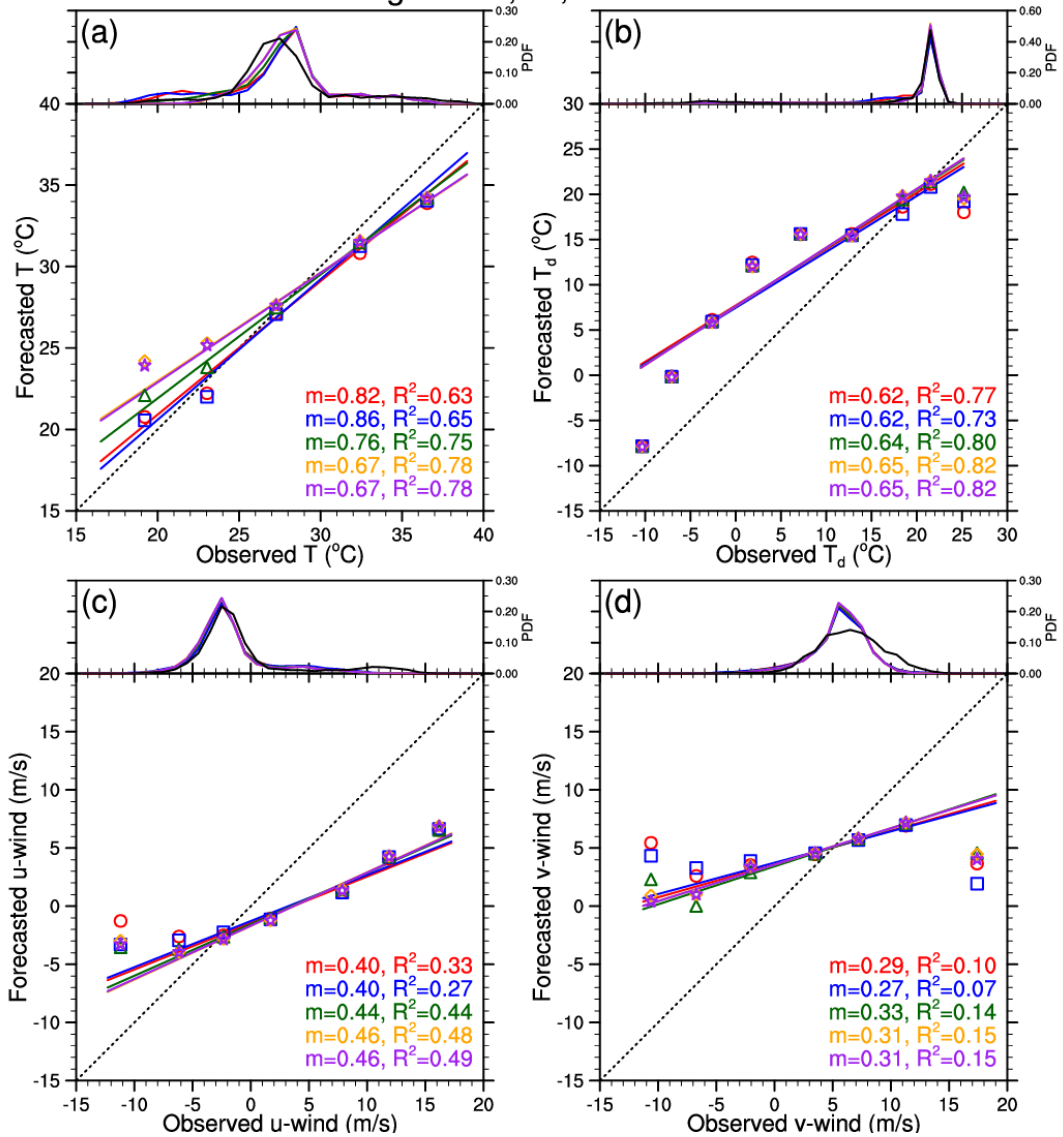 (a)
0.30
0.20
0.10
0.00
PDF
40
35
30
25
20
15
Forecasted T (°C)
m=0.82, R²=0.63
m=0.86, R²=0.65
m=0.76, R²=0.75
m=0.67, R²=0.78
m=0.67, R²=0.78
15 20 25 30 35 40
Observed T (°C)
(b)
0.60
0.40
0.20
0.00
PDF
30
25
20
15
10
5
0
-5
-10
-15
Forecasted T_d (°C)
m=0.62, R²=0.77
m=0.62, R²=0.73
m=0.64, R²=0.80
m=0.65, R²=0.82
m=0.65, R²=0.82
-15 -10 -5 0 5 10 15 20 25 30
Observed T_d (°C)
(c)
0.30
0.20
0.10
0.00
PDF
20
15
10
5
0
-5
-10
-15
Forecasted u-wind (m/s)
m=0.40, R²=0.33
m=0.40, R²=0.27
m=0.44, R²=0.44
m=0.46, R²=0.48
m=0.46, R²=0.49
-15 -10 -5 0 5 10 15 20
Observed u-wind (m/s)
(d)
0.30
0.20
0.10
0.00
PDF
20
15
10
5
0
-5
-10
-15
Forecasted v-wind (m/s)
m=0.29, R²=0.10
m=0.27, R²=0.07
m=0.33, R²=0.14
m=0.31, R²=0.15
m=0.31, R²=0.15
-15 -10 -5 0 5 10 15 20
Observed v-wind (m/s)